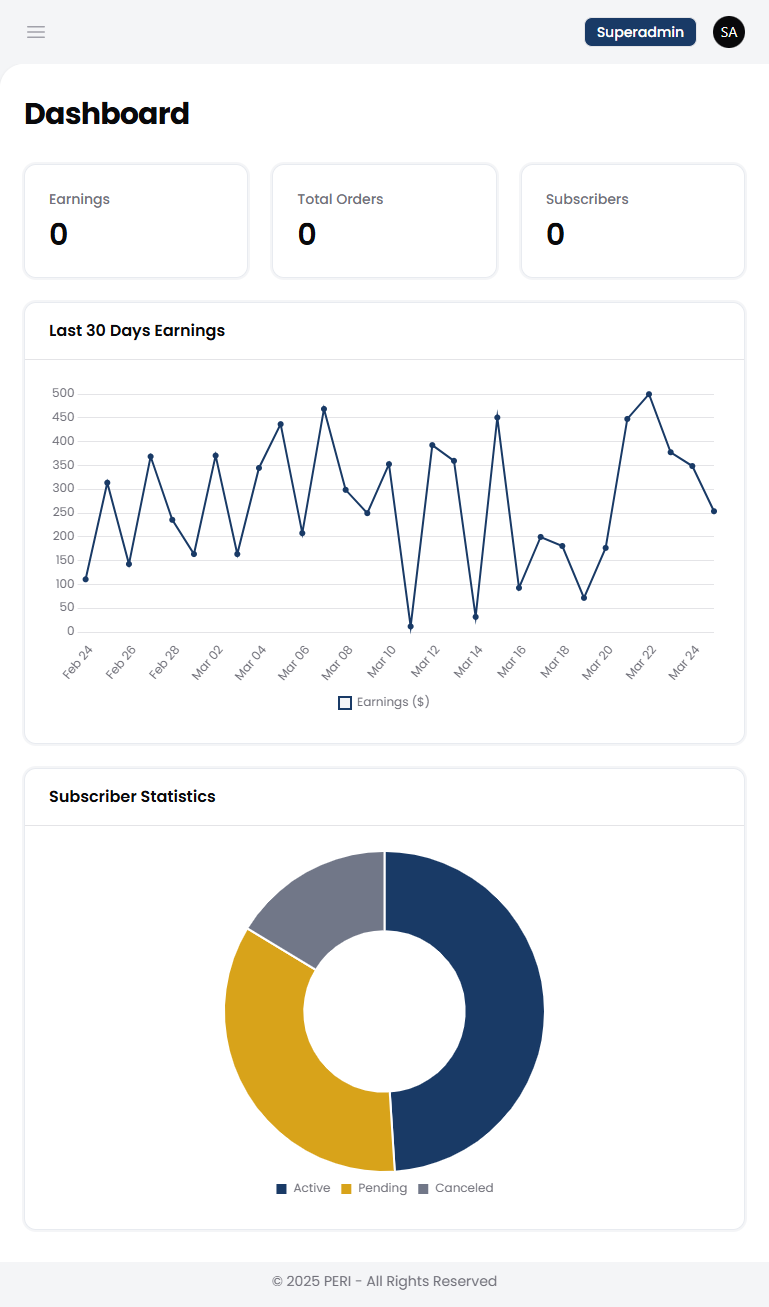 Superadmin SA
Dashboard
Earnings
0
Total Orders
0
Subscribers
0
Last 30 Days Earnings
500
450
400
350
300
250
200
150
100
50
0
Feb 24 Feb 26 Feb 28 Mar 02 Mar 04 Mar 06 Mar 08 Mar 10 Mar 12 Mar 14 Mar 16 Mar 18 Mar 20 Mar 22 Mar 24
Earnings ($)
Subscriber Statistics
Active Pending Canceled
© 2025 PERI - All Rights Reserved